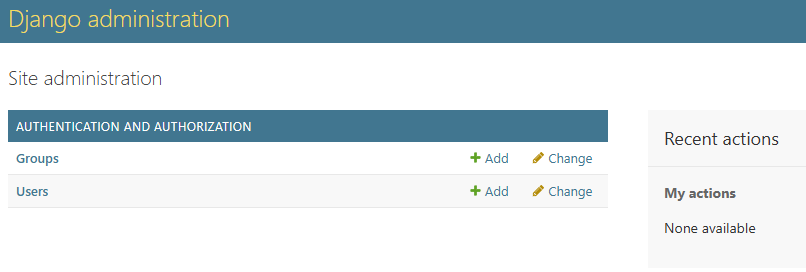 Django administration
Site administration
AUTHENTICATION AND AUTHORIZATION
Groups Add Change
Users Add Change
Recent actions
My actions
None available